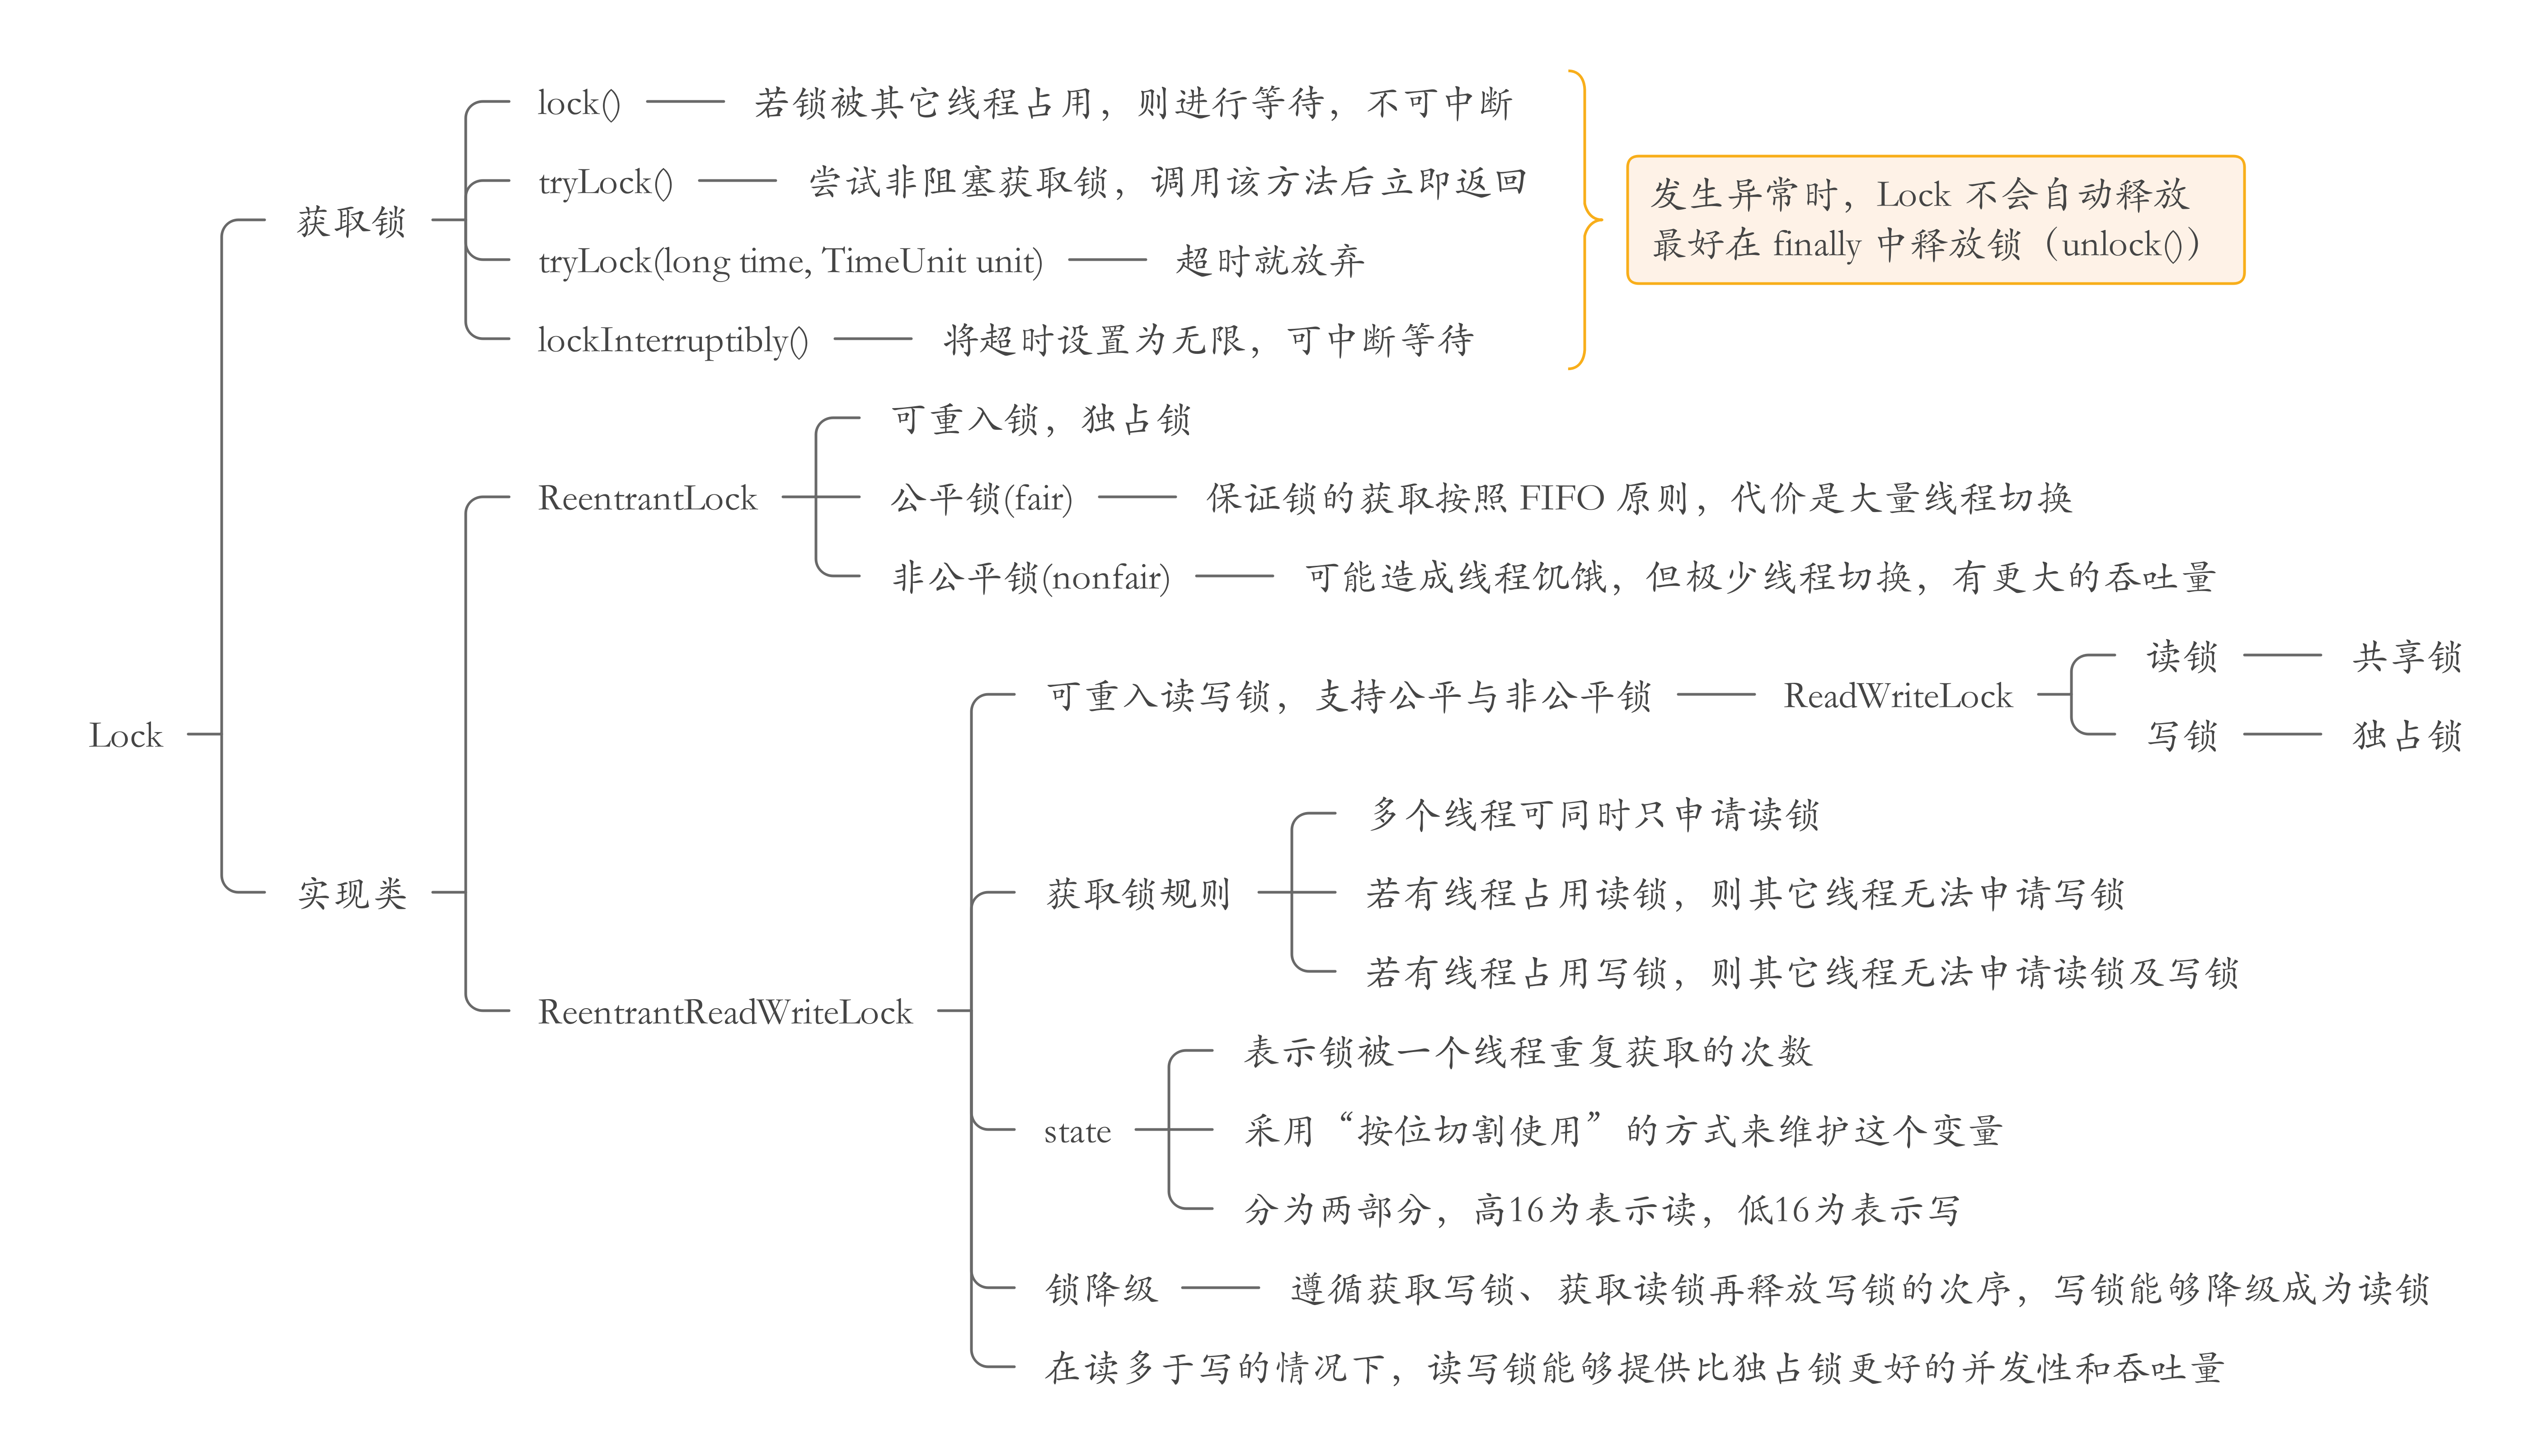 Lock
获取锁
lock()
若锁被其它线程占用，则进行等待，不可中断
tryLock()
尝试非阻塞获取锁，调用该方法后立即返回
tryLock(long time, TimeUnit unit)
超时就放弃
lockInterruptibly()
将超时设置为无限，可中断等待
发生异常时，Lock 不会自动释放
最好在 finally 中释放锁（unlock()）
实现类
ReentrantLock
可重入锁，独占锁
公平锁(fair)
保证锁的获取按照 FIFO 原则，代价是大量线程切换
非公平锁(nonfair)
可能造成线程饥饿，但极少线程切换，有更大的吞吐量
ReentrantReadWriteLock
可重入读写锁，支持公平与非公平锁
ReadWriteLock
读锁
共享锁
写锁
独占锁
获取锁规则
多个线程可同时只申请读锁
若有线程占用读锁，则其它线程无法申请写锁
若有线程占用写锁，则其它线程无法申请读锁及写锁
state
表示锁被一个线程重复获取的次数
采用“按位切割使用”的方式来维护这个变量
分为两部分，高16为表示读，低16为表示写
锁降级
遵循获取写锁、获取读锁再释放写锁的次序，写锁能够降级成为读锁
在读多于写的情况下，读写锁能够提供比独占锁更好的并发性和吞吐量